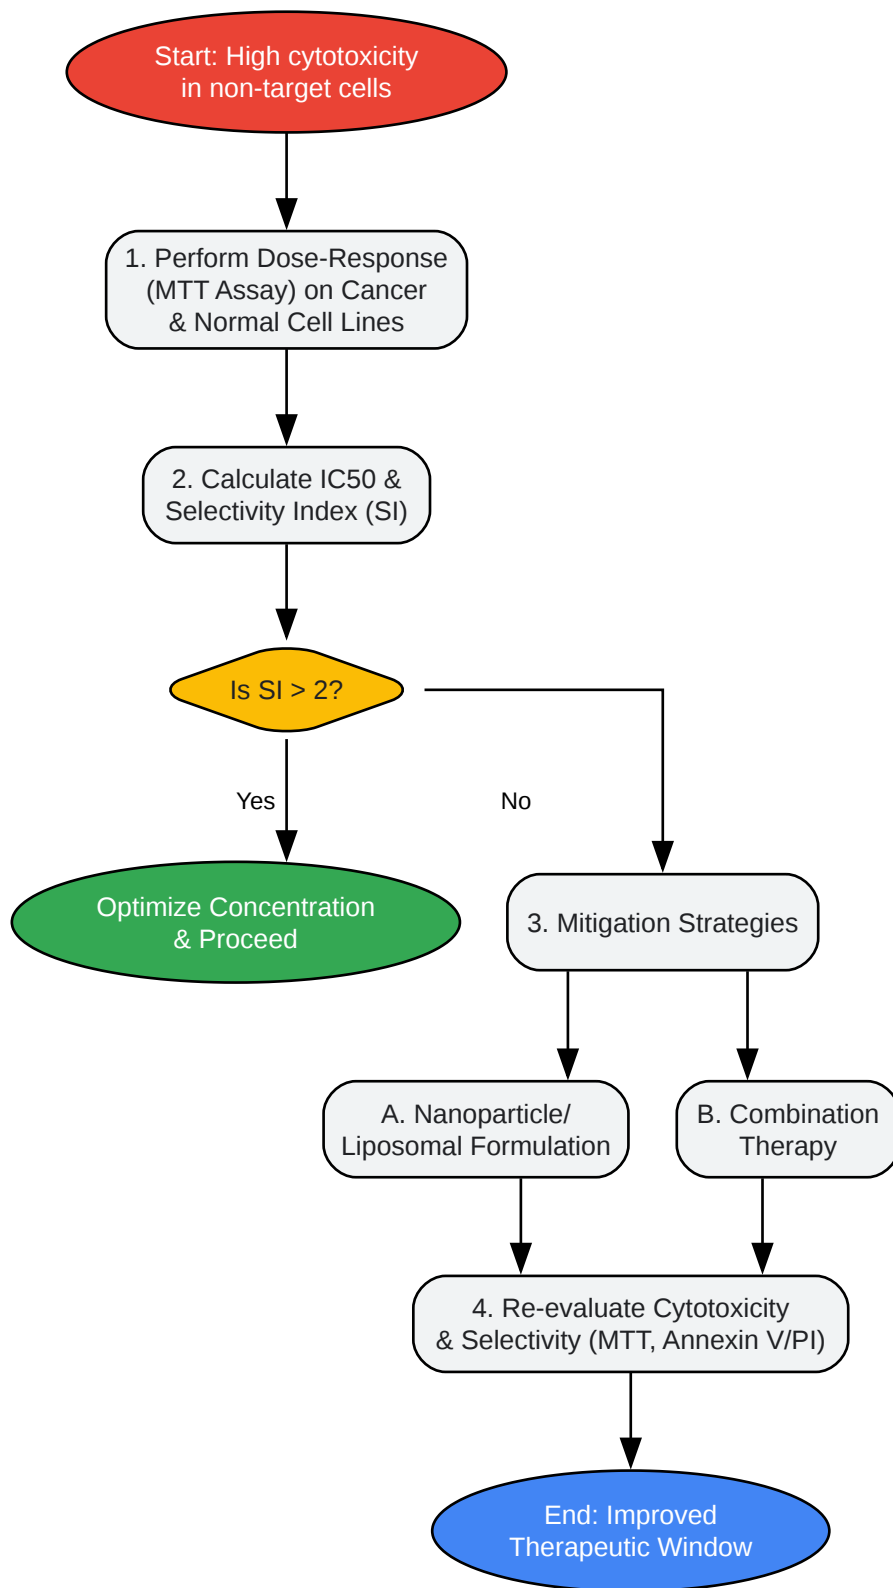 Start: High cytotoxicity
in non-target cells
1. Perform Dose-Response
(MTT Assay) on Cancer
& Normal Cell Lines
2. Calculate IC50 &
Selectivity Index (SI)
Is SI > 2?
Yes
No
Optimize Concentration
& Proceed
3. Mitigation Strategies
A. Nanoparticle/
Liposomal Formulation
B. Combination
Therapy
4. Re-evaluate Cytotoxicity
& Selectivity (MTT, Annexin V/PI)
End: Improved
Therapeutic Window